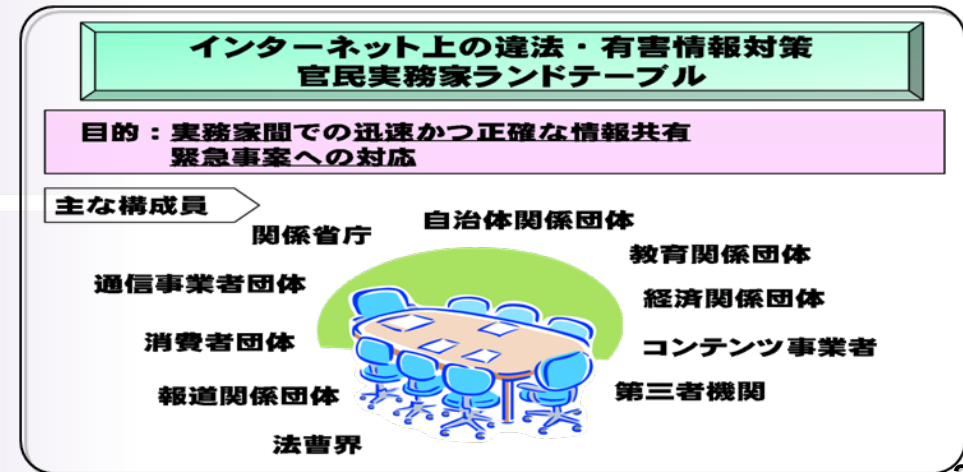 インターネット上の違法・有害情報対策
官民実務家ランドテーブル
目的：実務家間での迅速かつ正確な情報共有
緊急事案への対応
主な構成員
関係省庁
自治体関係団体
教育関係団体
通信事業者団体
経済関係団体
消費者団体
コンテンツ事業者
報道関係団体
第三者機関
法曹界